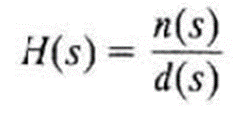 H(s) = n(s)/d(s)